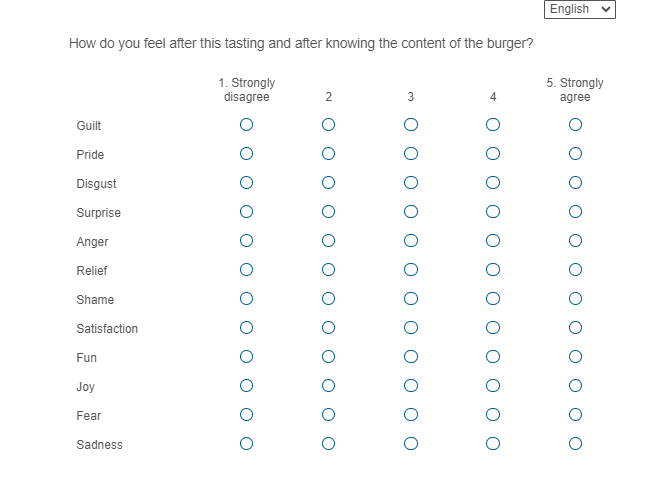 English
How do you feel after this tasting and after knowing the content of the burger?
1. Strongly disagree 2 3 4 5. Strongly agree
Guilt
Pride
Disgust
Surprise
Anger
Relief
Shame
Satisfaction
Fun
Joy
Fear
Sadness